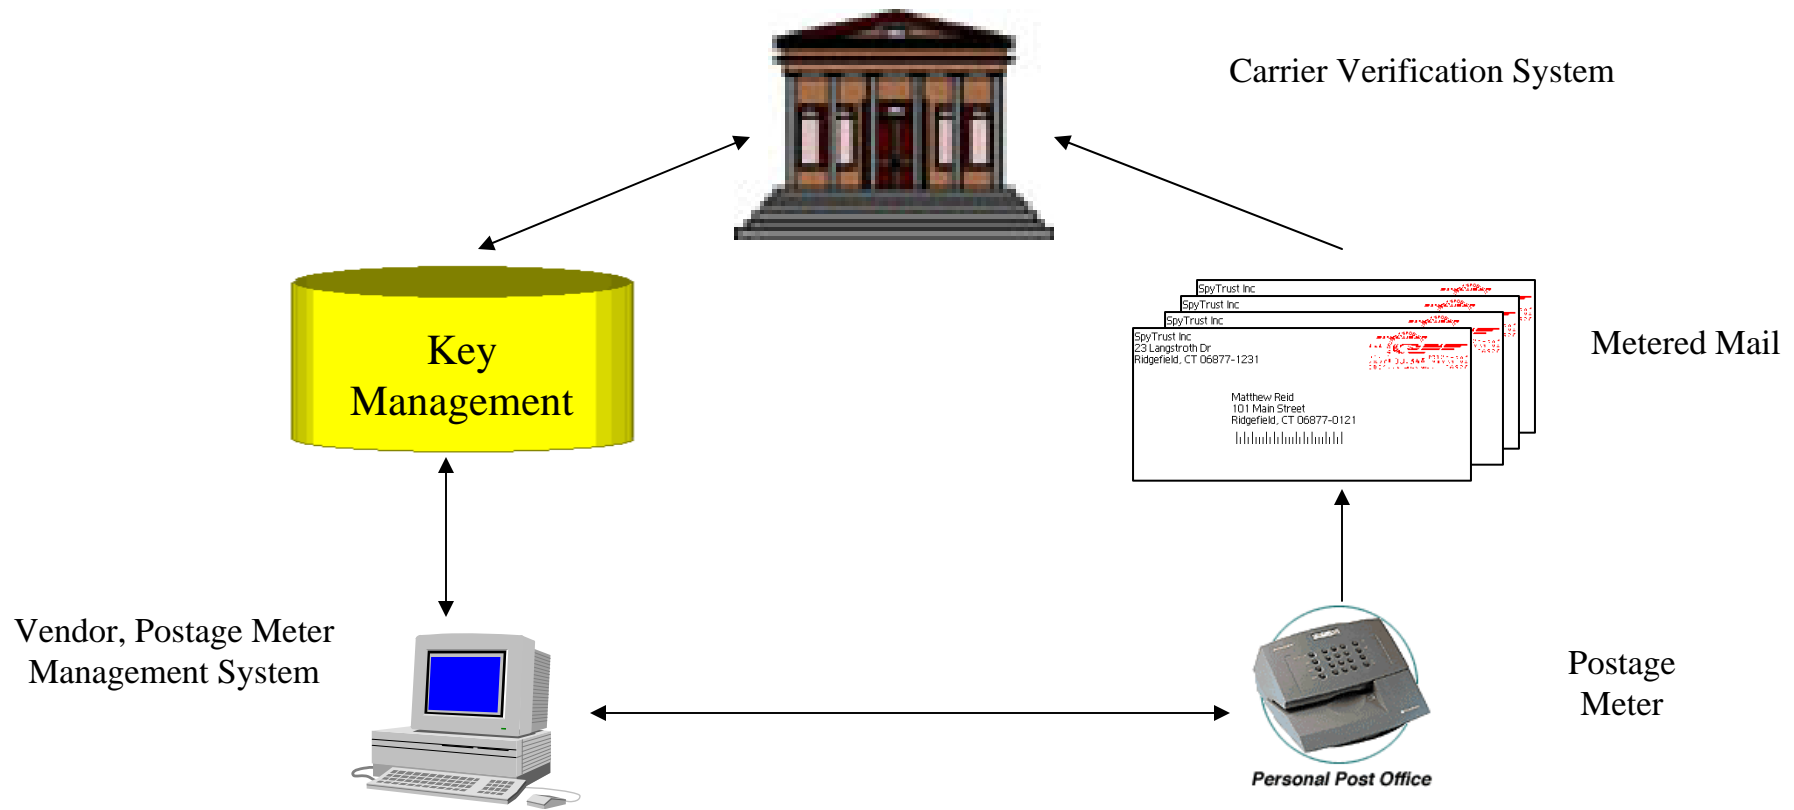 Carrier Verification System
Key
Management
SpyTrust Inc
SpyTrust Inc
SpyTrust Inc
SpyTrust Inc
23 Langstroth Dr
Ridgefield, CT 06877-1231
Matthew Reid
101 Main Street
Ridgefield, CT 06877-0121
Metered Mail
Vendor, Postage Meter
Management System
Postage
Meter
Personal Post Office